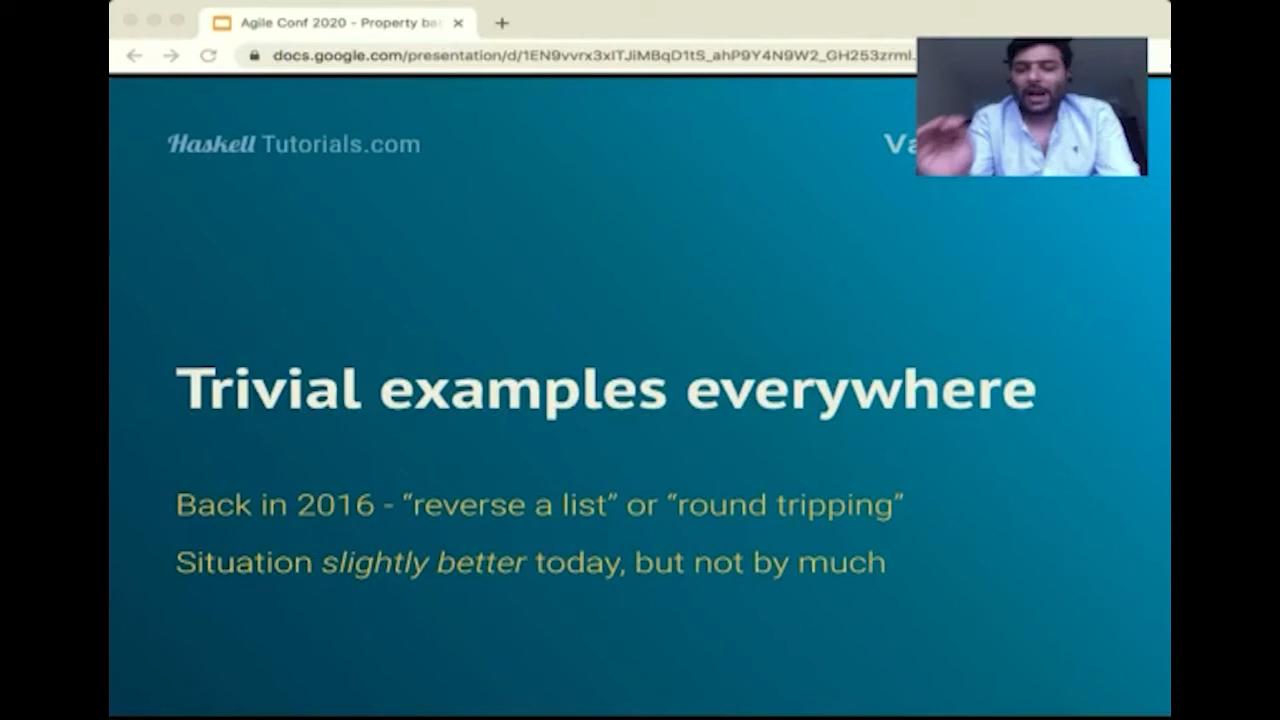 Agile Conf 2020 - Property ba
docs.google.com/presentation/d/1EN9vvrx3xITJiMBqD1tS_ahP9Y4N9W2_GH253zrml.
Haskell Tutorials.com
Trivial examples everywhere
Back in 2016 - “reverse a list” or “round tripping”
Situation slightly better today, but not by much